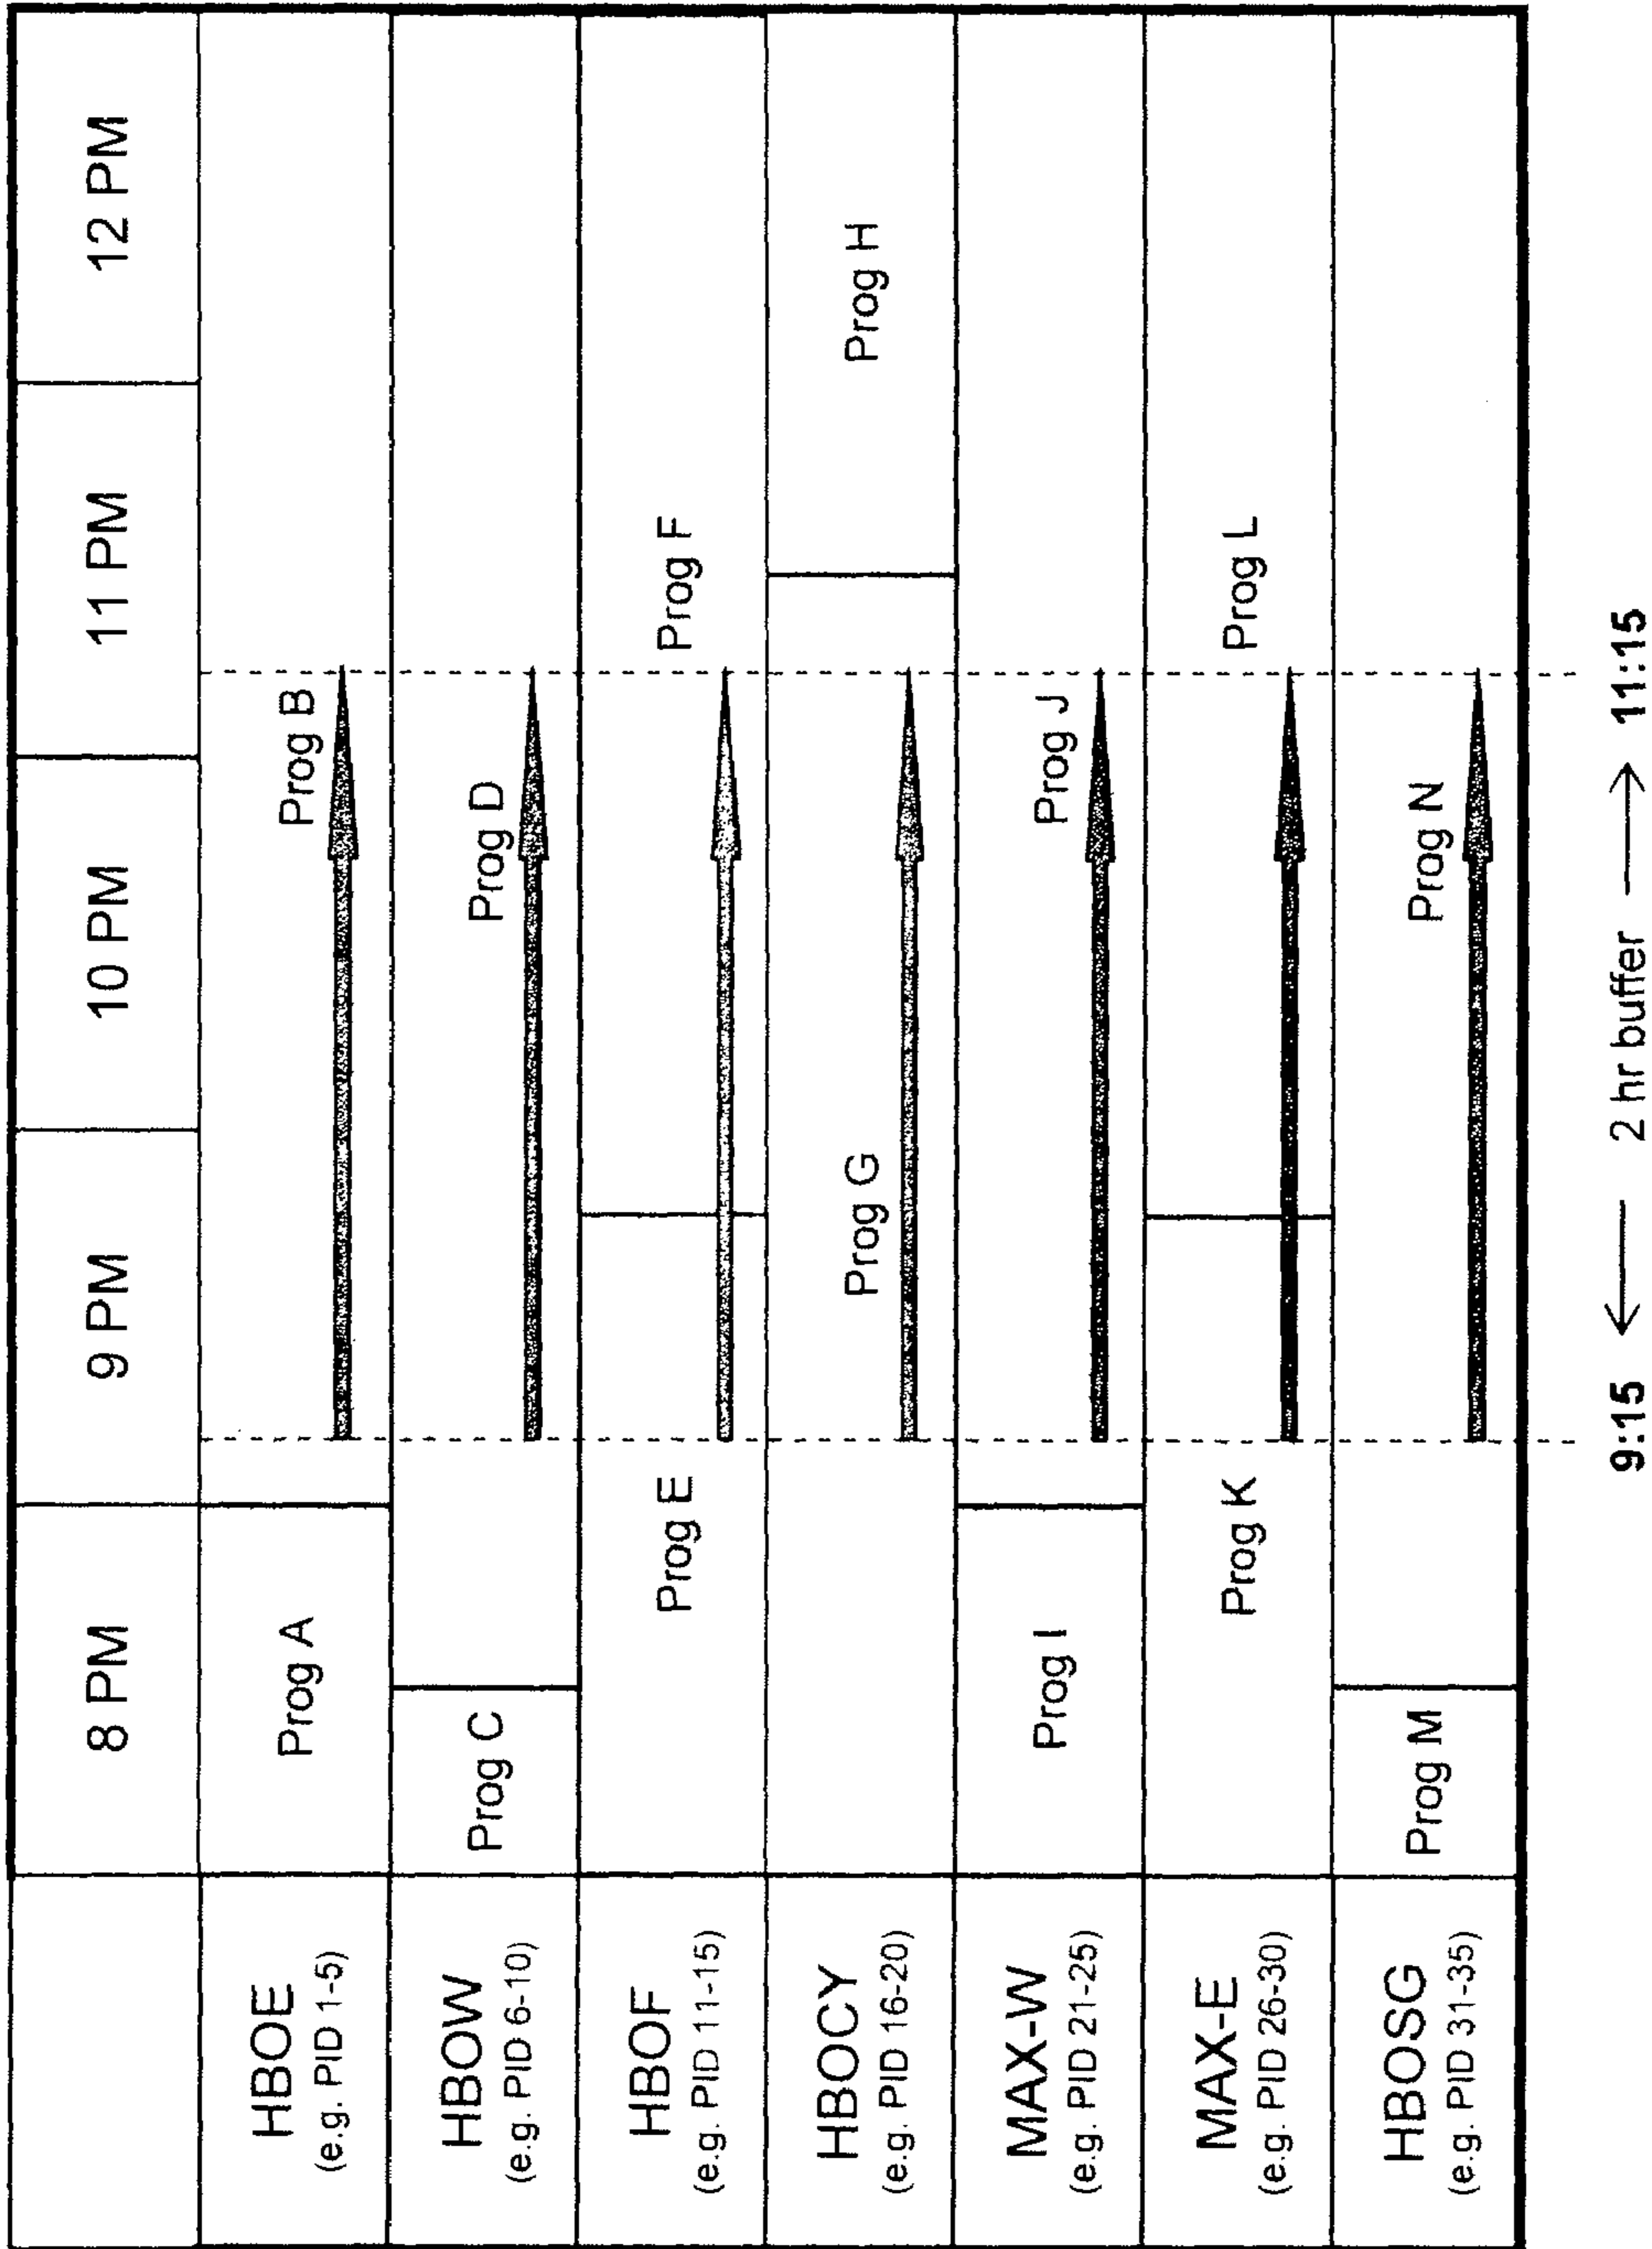 8 PM 9 PM 10 PM 11 PM 12 PM
HBOE
(e.g. PID 1-5)
Prog A
Prog B
HBOW
(e.g. PID 6-10)
Prog C
Prog D
HBOF
(e.g. PID 11-15)
Prog E
Prog F
HBOCY
(e.g. PID 16-20)
Prog G
Prog H
MAX-W
(e.g. PID 21-25)
Prog I
Prog J
MAX-E
(e.g. PID 26-30)
Prog K
Prog L
HBOSG
(e.g. PID 31-35)
Prog M
Prog N
9:15 ← 2 hr buffer → 11:15